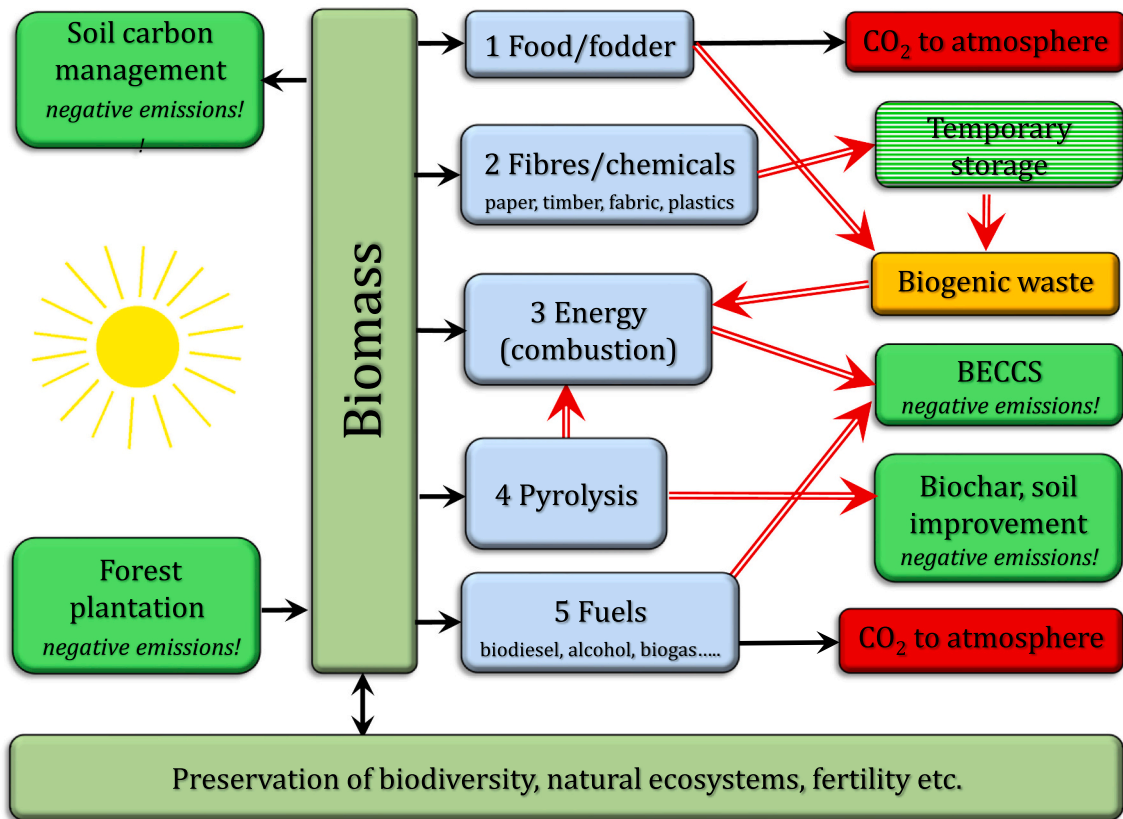 Soil carbon
management
negative emissions!
!
Forest
plantation
negative emissions!
Biomass
1 Food/fodder
2 Fibres/chemicals
paper, timber, fabric, plastics
3 Energy
(combustion)
4 Pyrolysis
5 Fuels
biodiesel, alcohol, biogas…..
CO₂ to atmosphere
Temporary
storage
Biogenic waste
BECCS
negative emissions!
Biochar, soil
improvement
negative emissions!
CO₂ to atmosphere
Preservation of biodiversity, natural ecosystems, fertility etc.